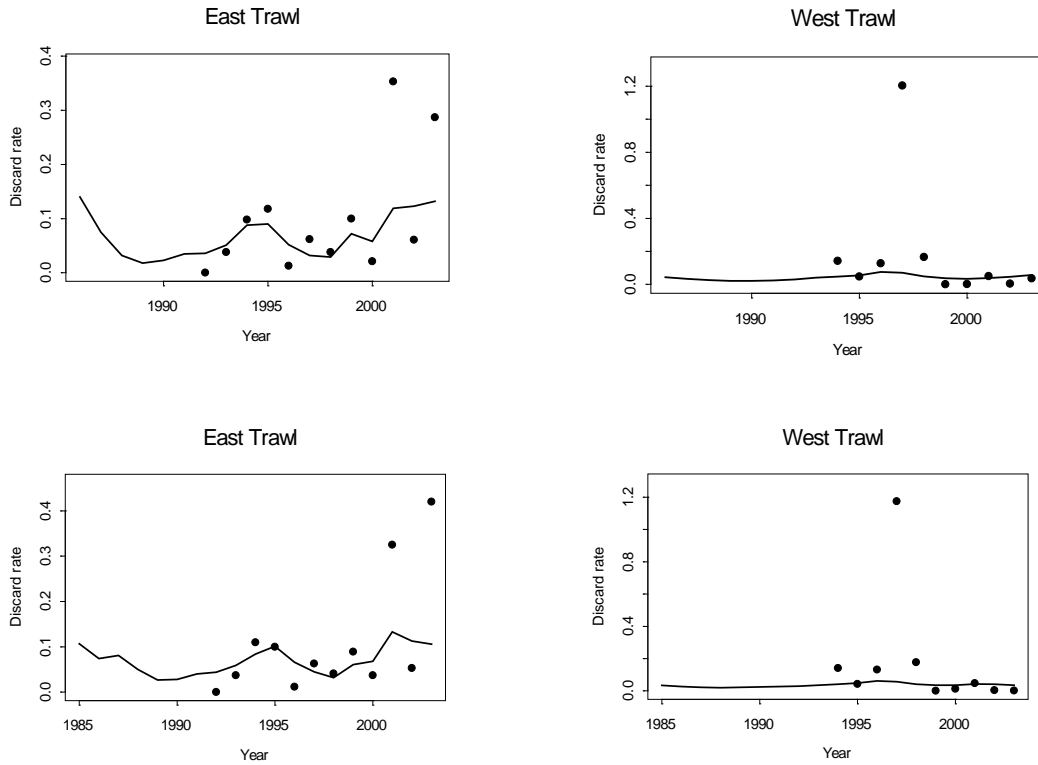 East Trawl
0.4
0.3
0.2
0.1
0.0
Discard rate
1990 1995 2000
Year
West Trawl
1.2
0.8
0.4
0.0
Discard rate
1990 1995 2000
Year
East Trawl
0.4
0.3
0.2
0.1
0.0
Discard rate
1985 1990 1995 2000
Year
West Trawl
1.2
0.8
0.4
0.0
Discard rate
1985 1990 1995 2000
Year